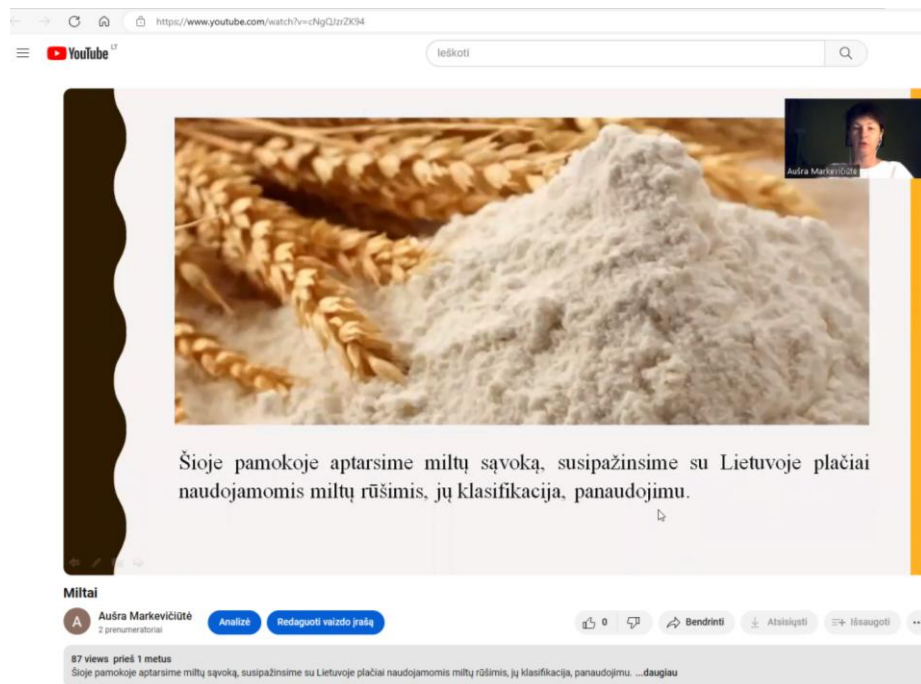 https://www.youtube.com/watch?v=cNgQJzrZK94
YouTube LT
Ieškoti
Aušra Markevičiūtė
Šioje pamokoje aptarsime miltų sąvoką, susipažinsime su Lietuvoje plačiai
naudojamomis miltų rūšimis, jų klasifikacija, panaudojimu.
Miltai
A
Aušra Markevičiūtė
2 prenumeratoriai
Analizė
Redaguoti vaizdo įrašą
0
Bendrinti
Atsisiųsti
Išsaugoti
87 views prieš 1 metus
Šioje pamokoje aptarsime miltų sąvoką, susipažinsime su Lietuvoje plačiai naudojamomis miltų rūšimis, jų klasifikacija, panaudojimu. ...daugiau